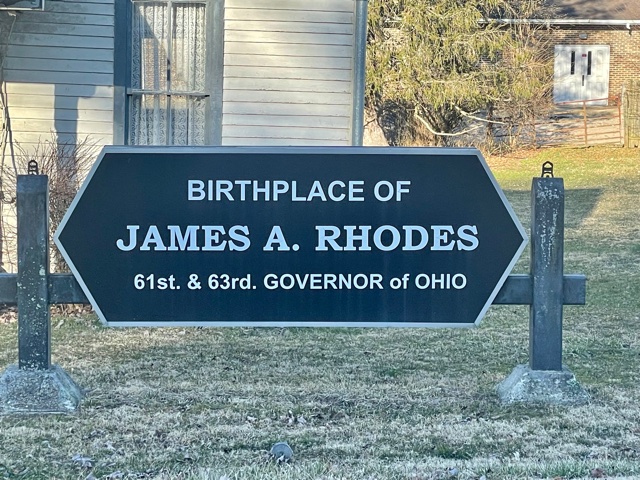 BIRTHPLACE OF
JAMES A. RHODES
61st. & 63rd. GOVERNOR of OHIO